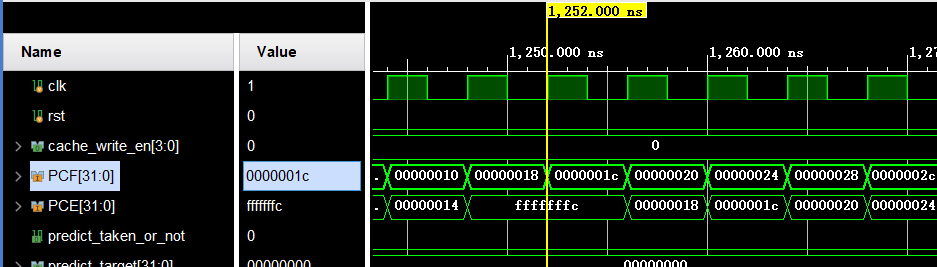 1,252.000 ns
Name Value
1,250.000 ns 1,260.000 ns 1,27
clk 1
rst 0
cache_write_en[3:0] 0 0
PCF[31:0] 0000001c . 00000010 00000018 0000001c 00000020 00000024 00000028 0000002c
PCE[31:0] fffffffc . 00000014 fffffffc 00000018 0000001c 00000020 00000024
predict_taken_or_not 0
predict_target[31:0] 00000000 00000000